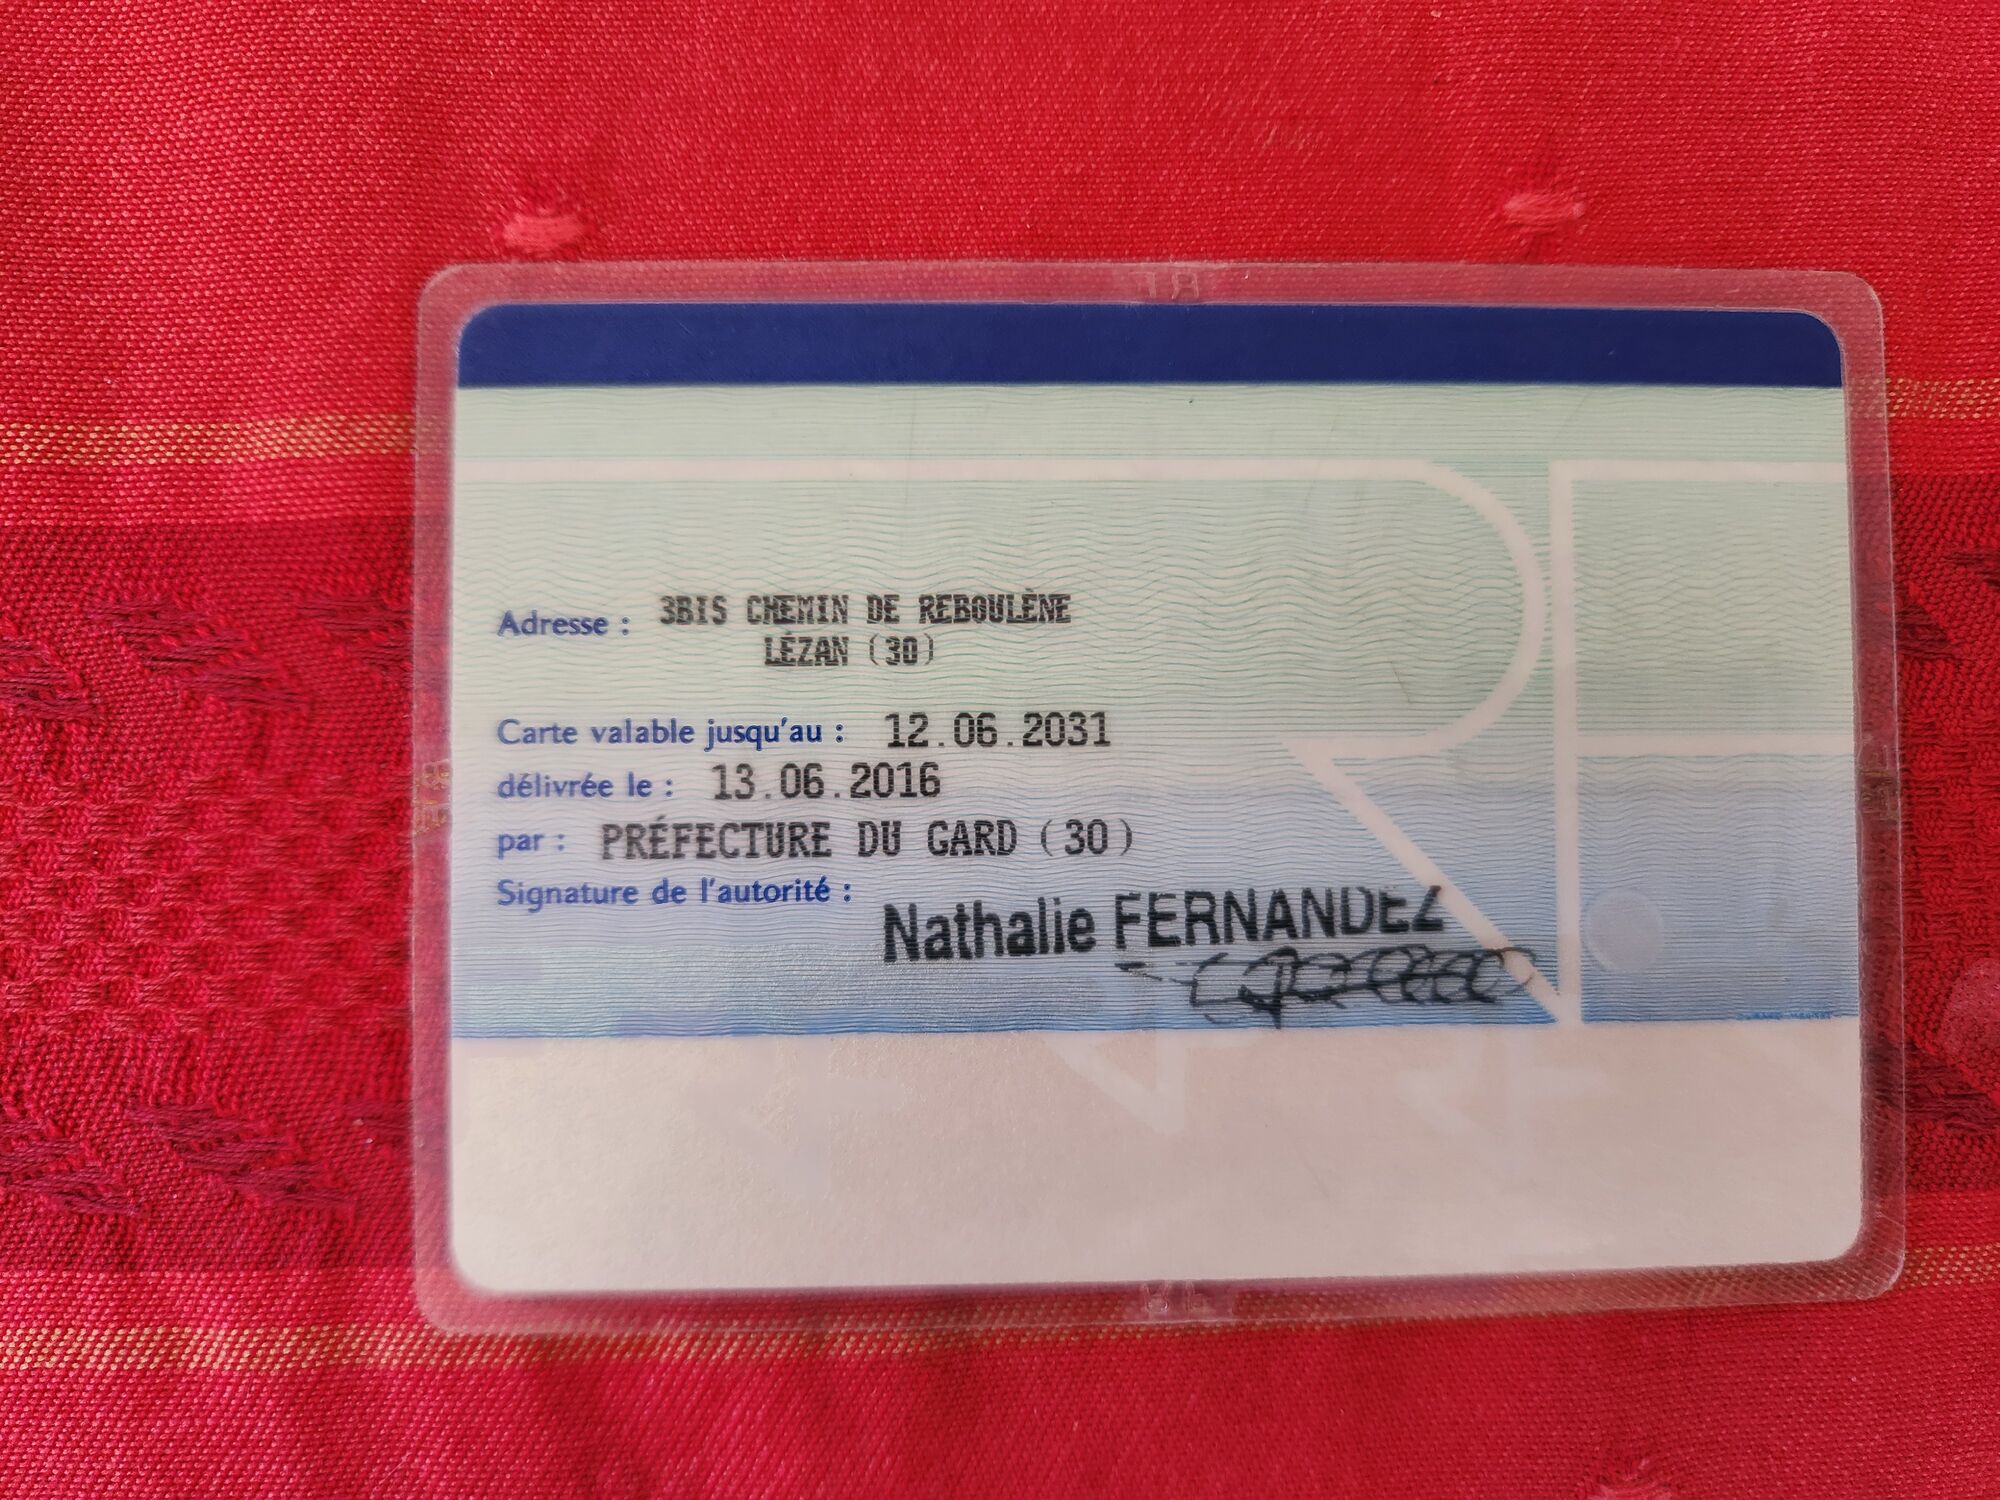 Adresse : 3BIS CHEMIN DE REBOULÈNE
LÉZAN (30)
Carte valable jusqu'au : 12.06.2031
délivrée le : 13.06.2016
par : PRÉFECTURE DU GARD (30)
Signature de l'autorité :
Nathalie FERNANDEZ